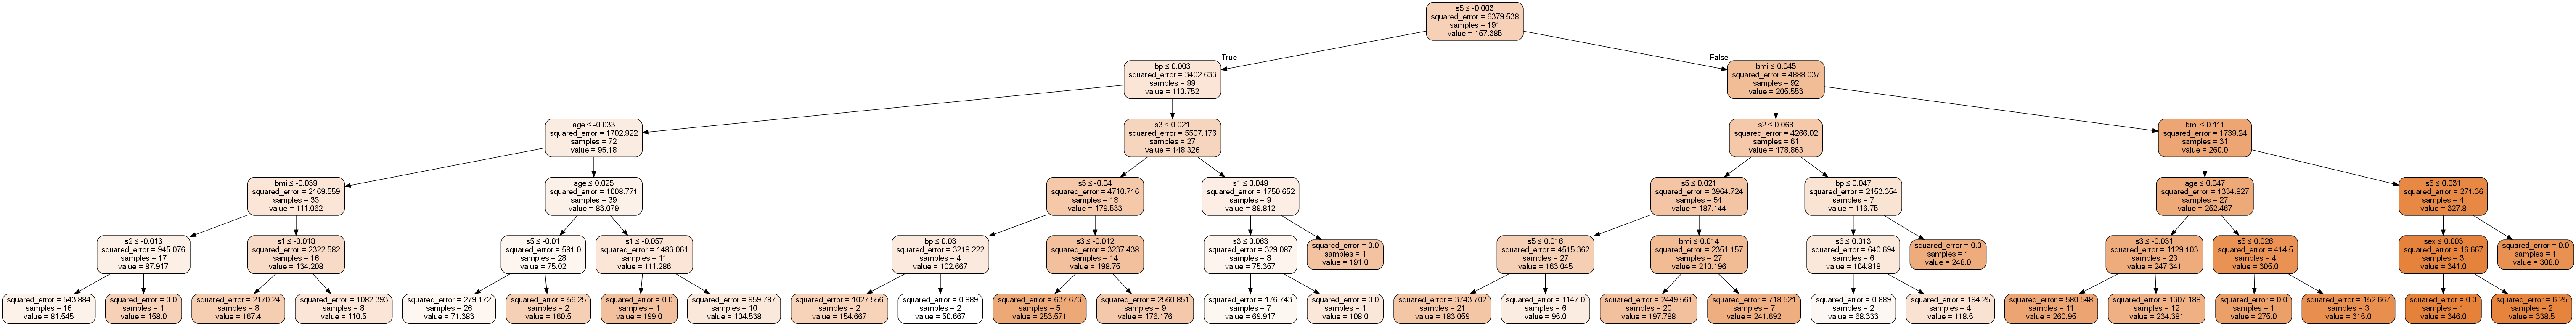 s5 ≤ -0.003
squared_error = 6379.538
samples = 191
value = 157.385
True
False
bp ≤ 0.003
squared_error = 3402.633
samples = 99
value = 110.752
bmi ≤ 0.045
squared_error = 4888.037
samples = 92
value = 205.553
age ≤ -0.033
squared_error = 1702.922
samples = 72
value = 95.18
s3 ≤ 0.021
squared_error = 5507.176
samples = 27
value = 148.326
s2 ≤ 0.068
squared_error = 4266.02
samples = 61
value = 178.863
bmi ≤ 0.111
squared_error = 1739.24
samples = 31
value = 260.0
bmi ≤ -0.039
squared_error = 2169.559
samples = 33
value = 111.062
age ≤ 0.025
squared_error = 1008.771
samples = 39
value = 83.079
s5 ≤ -0.04
squared_error = 4710.716
samples = 18
value = 179.533
s1 ≤ 0.049
squared_error = 1750.652
samples = 9
value = 89.812
s5 ≤ 0.021
squared_error = 3964.724
samples = 54
value = 187.144
bp ≤ 0.047
squared_error = 2153.354
samples = 7
value = 116.75
age ≤ 0.047
squared_error = 1334.827
samples = 27
value = 252.467
s5 ≤ 0.031
squared_error = 271.36
samples = 4
value = 327.8
s2 ≤ -0.013
squared_error = 945.076
samples = 17
value = 87.917
s1 ≤ -0.018
squared_error = 2322.582
samples = 16
value = 134.208
s5 ≤ -0.01
squared_error = 581.0
samples = 28
value = 75.02
s1 ≤ -0.057
squared_error = 1483.061
samples = 11
value = 111.286
bp ≤ 0.03
squared_error = 3218.222
samples = 4
value = 102.667
s3 ≤ -0.012
squared_error = 3237.438
samples = 14
value = 198.75
s3 ≤ 0.063
squared_error = 329.087
samples = 8
value = 75.357
squared_error = 0.0
samples = 1
value = 191.0
s5 ≤ 0.016
squared_error = 4515.362
samples = 27
value = 163.045
bmi ≤ 0.014
squared_error = 2351.157
samples = 27
value = 210.196
s6 ≤ 0.013
squared_error = 640.694
samples = 6
value = 104.818
squared_error = 0.0
samples = 1
value = 248.0
s3 ≤ -0.031
squared_error = 1129.103
samples = 23
value = 247.341
s5 ≤ 0.026
squared_error = 414.5
samples = 4
value = 305.0
sex ≤ 0.003
squared_error = 16.667
samples = 3
value = 341.0
squared_error = 0.0
samples = 1
value = 308.0
squared_error = 543.884
samples = 16
value = 81.545
squared_error = 0.0
samples = 1
value = 158.0
squared_error = 2170.24
samples = 8
value = 167.4
squared_error = 1082.393
samples = 8
value = 110.5
squared_error = 279.172
samples = 26
value = 71.383
squared_error = 56.25
samples = 2
value = 160.5
squared_error = 0.0
samples = 1
value = 199.0
squared_error = 959.787
samples = 10
value = 104.538
squared_error = 1027.556
samples = 2
value = 154.667
squared_error = 0.889
samples = 2
value = 50.667
squared_error = 637.673
samples = 5
value = 253.571
squared_error = 2560.851
samples = 9
value = 176.176
squared_error = 176.743
samples = 7
value = 69.917
squared_error = 0.0
samples = 1
value = 108.0
squared_error = 3743.702
samples = 21
value = 183.059
squared_error = 1147.0
samples = 6
value = 95.0
squared_error = 2449.561
samples = 20
value = 197.788
squared_error = 718.521
samples = 7
value = 241.692
squared_error = 0.889
samples = 2
value = 68.333
squared_error = 194.25
samples = 4
value = 118.5
squared_error = 580.548
samples = 11
value = 260.95
squared_error = 1307.188
samples = 12
value = 234.381
squared_error = 0.0
samples = 1
value = 275.0
squared_error = 152.667
samples = 3
value = 315.0
squared_error = 0.0
samples = 1
value = 346.0
squared_error = 6.25
samples = 2
value = 338.5